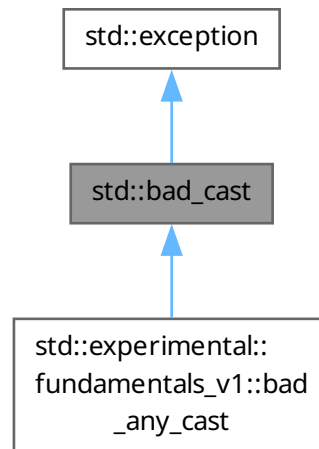 std::exception
std::bad_cast
std::experimental::
fundamentals_v1::bad
_any_cast